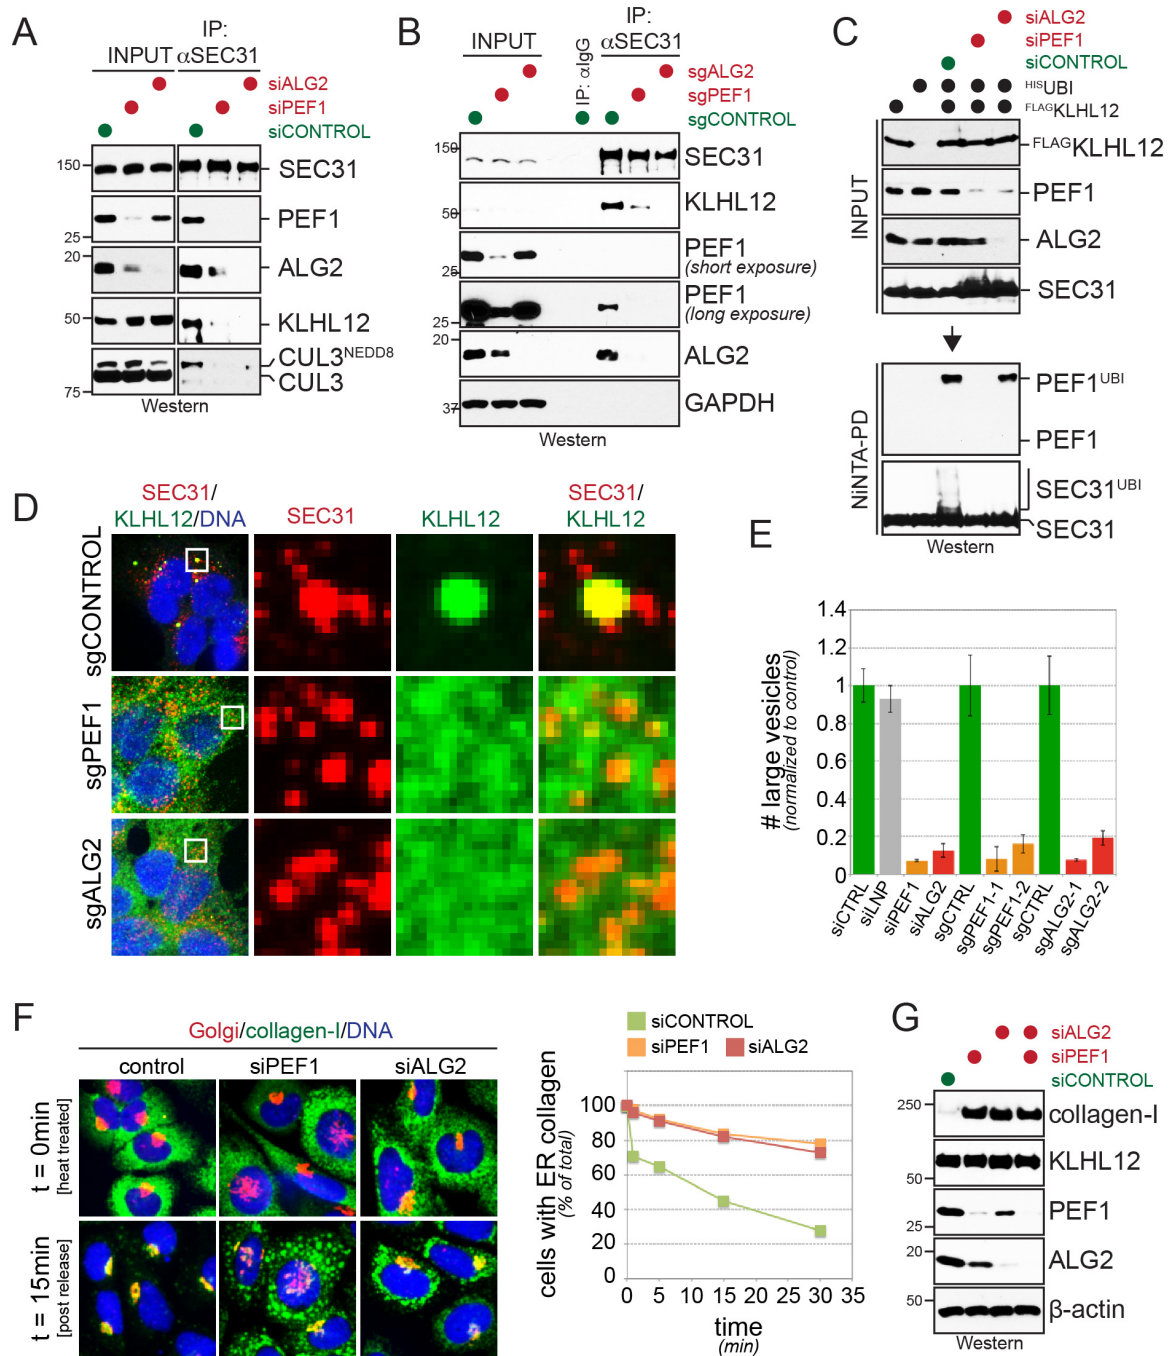 A
INPUT
IP:
αSEC31
siALG2
siPEF1
siCONTROL
150
SEC31
PEF1
25
20
ALG2
50
KLHL12
CUL3NEDD8
CUL3
75
Western
B
INPUT
IP: αIgG
IP:
αSEC31
sgALG2
sgPEF1
sgCONTROL
150
SEC31
50
KLHL12
PEF1
(short exposure)
25
PEF1
(long exposure)
25
20
ALG2
37
GAPDH
Western
C
siALG2
siPEF1
siCONTROL
HISUBI
FLAGKLHL12
INPUT
FLAGKLHL12
PEF1
ALG2
SEC31
NiNTA-PD
PEF1UBI
PEF1
SEC31UBI
SEC31
Western
D
SEC31/
KLHL12/DNA
SEC31
KLHL12
SEC31/
KLHL12
sgCONTROL
sgPEF1
sgALG2
E
# large vesicles
(normalized to control)
1.4
1.2
1
0.8
0.6
0.4
0.2
0
siCTRL
siLNP
siPEF1
siALG2
sgCTRL
sgPEF1-1
sgPEF1-2
sgCTRL
sgALG2-1
sgALG2-2
F
Golgi/collagen-I/DNA
control
siPEF1
siALG2
t = 0min
[heat treated]
t = 15min
[post release]
siCONTROL
siPEF1
siALG2
cells with ER collagen
(% of total)
100
80
60
40
20
0
0
5
10
15
20
25
30
35
time
(min)
G
siALG2
siPEF1
siCONTROL
250
collagen-I
KLHL12
50
PEF1
25
20
ALG2
50
β-actin
Western